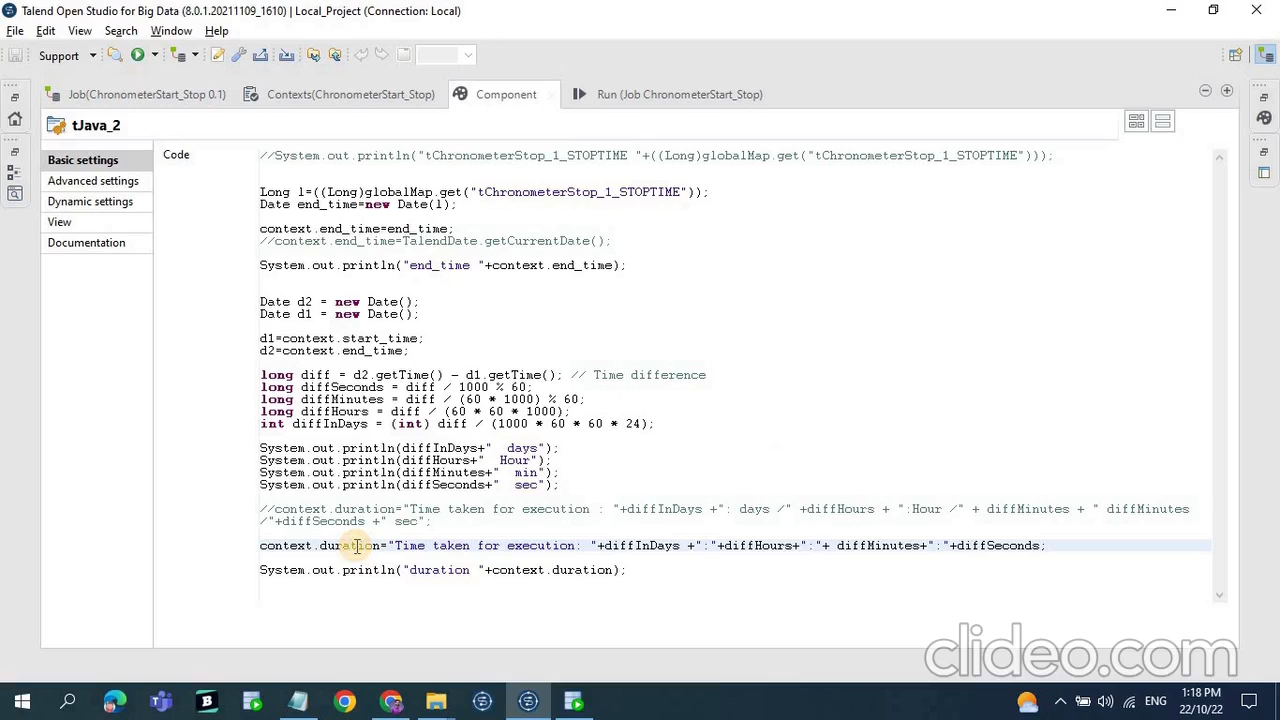 Talend Open Studio for Big Data (8.0.1.20211109_1610) | Local_Project (Connection: Local)
File Edit View Search Window Help
Support
Job(ChronometerStart_Stop 0.1) Contexts(ChronometerStart_Stop) Component Run (Job ChronometerStart_Stop)
tJava_2
Basic settings
Advanced settings
Dynamic settings
View
Documentation
Code
//System.out.println("tChronometerStop_1_STOPTIME "+((Long)globalMap.get("tChronometerStop_1_STOPTIME")));
Long l=((Long)globalMap.get("tChronometerStop_1_STOPTIME"));
Date end_time=new Date(l);
context.end_time=end_time;
//context.end_time=TalendDate.getCurrentDate();
System.out.println("end_time "+context.end_time);
Date d2 = new Date();
Date d1 = new Date();
d1=context.start_time;
d2=context.end_time;
long diff = d2.getTime() - d1.getTime(); // Time difference
long diffSeconds = diff / 1000 % 60;
long diffMinutes = diff / (60 * 1000) % 60;
long diffHours = diff / (60 * 60 * 1000);
int diffInDays = (int) diff / (1000 * 60 * 60 * 24);
System.out.println(diffInDays+"  days");
System.out.println(diffHours+"  Hour");
System.out.println(diffMinutes+"  min");
System.out.println(diffSeconds+"  sec");
//context.duration="Time taken for execution : "+diffInDays +": days /" +diffHours + ":Hour /" + diffMinutes + " diffMinutes
/"+diffSeconds +" sec";
context.duration="Time taken for execution: "+diffInDays +":"+diffHours+":"+ diffMinutes+":"+diffSeconds;
System.out.println("duration "+context.duration);
clideo.com
ENG
1:18 PM
22/10/22